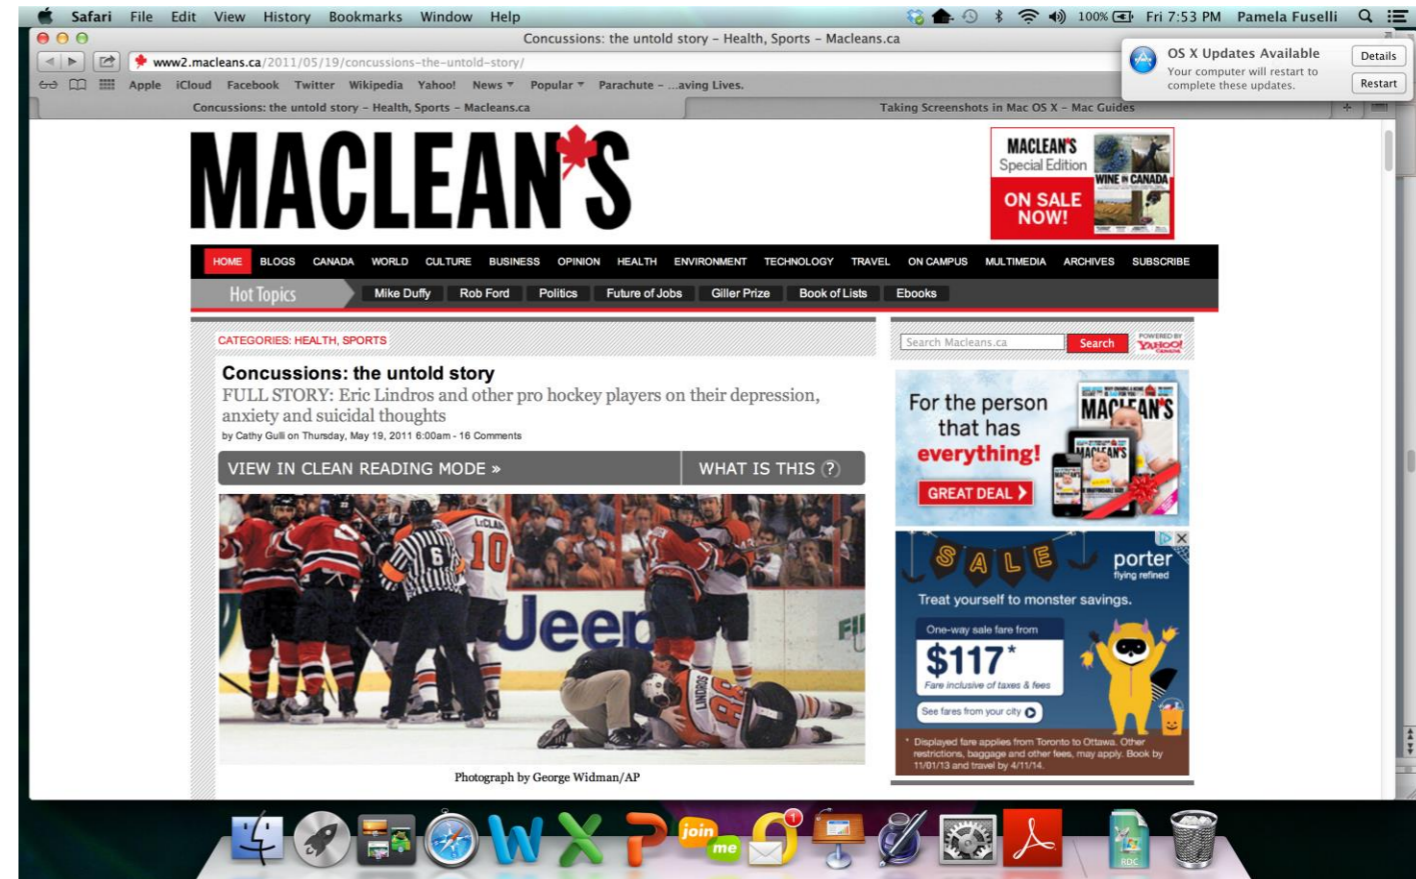 Safari File Edit View History Bookmarks Window Help
100% Fri 7:53 PM Pamela Fuselli
Concussions: the untold story – Health, Sports – Macleans.ca
OS X Updates Available
Your computer will restart to
complete these updates.
Details
Restart
www2.macleans.ca/2011/05/19/concussions-the-untold-story/
Apple iCloud Facebook Twitter Wikipedia Yahoo! News Popular Parachute – ...aving Lives.
Concussions: the untold story – Health, Sports – Macleans.ca
Taking Screenshots in Mac OS X – Mac Guides
MACLEAN'S
MACLEAN'S
Special Edition
ON SALE
NOW!
WINE IN CANADA
HOME BLOGS CANADA WORLD CULTURE BUSINESS OPINION HEALTH ENVIRONMENT TECHNOLOGY TRAVEL ON CAMPUS MULTIMEDIA ARCHIVES SUBSCRIBE
Hot Topics Mike Duffy Rob Ford Politics Future of Jobs Giller Prize Book of Lists Ebooks
CATEGORIES: HEALTH, SPORTS
Concussions: the untold story
FULL STORY: Eric Lindros and other pro hockey players on their depression,
anxiety and suicidal thoughts
by Cathy Gulli on Thursday, May 19, 2011 6:00am - 16 Comments
VIEW IN CLEAN READING MODE »
WHAT IS THIS (?)
LeCLAIR
10
6
Jeep
LINDROS
88
Photograph by George Widman/AP
Search Macleans.ca
Search
POWERED BY
YAHOO!
CANADA
For the person
that has
everything!
GREAT DEAL
MACLEAN'S
MACLEAN'S
SALE
porter
flying refined
Treat yourself to monster savings.
One-way sale fare from
$117*
Fare inclusive of taxes & fees
See fares from your city
* Displayed fare applies from Toronto to Ottawa. Other
restrictions, baggage and other fees, may apply. Book by
11/01/13 and travel by 4/11/14.
join
me
1
RDC